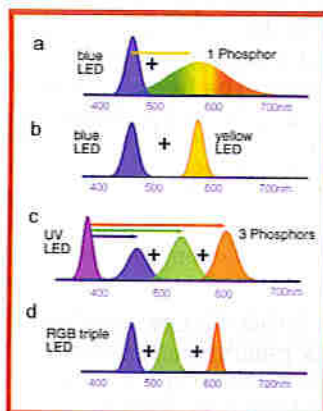 a
blue LED + 1 Phosphor
400 500 600 700nm
b
blue LED + yellow LED
400 500 600 700nm
c
UV LED + + 3 Phosphors
400 500 600 700nm
d
RGB triple LED + +
400 500 600 700nm